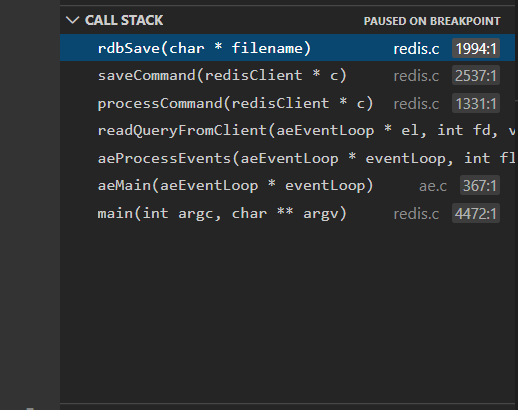 CALL STACK PAUSED ON BREAKPOINT
rdbSave(char * filename) redis.c 1994:1
saveCommand(redisClient * c) redis.c 2537:1
processCommand(redisClient * c) redis.c 1331:1
readQueryFromClient(aeEventLoop * el, int fd, v
aeProcessEvents(aeEventLoop * eventLoop, int fl
aeMain(aeEventLoop * eventLoop) ae.c 367:1
main(int argc, char ** argv) redis.c 4472:1